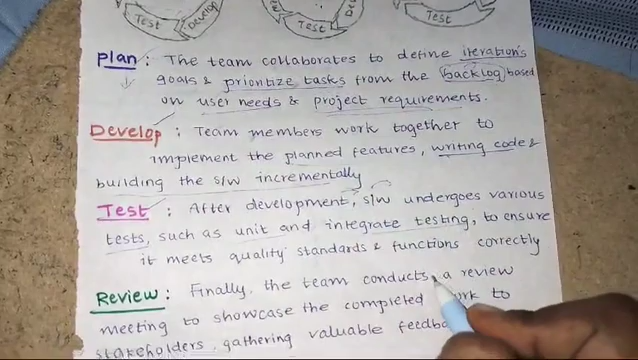 Test
Develop
Test
Test
Plan : The team collaborates to define iteration's
goals & prioritize tasks from the backlog based
on user needs & project requirements.
Develop : Team members work together to
implement the planned features, writing code &
building the s/w incrementally
Test : After development, s/w undergoes various
tests, such as unit and integrate testing, to ensure
it meets quality standards & functions correctly
Review : Finally, the team conducts a review
meeting to showcase the completed to
stakeholders, gathering valuable